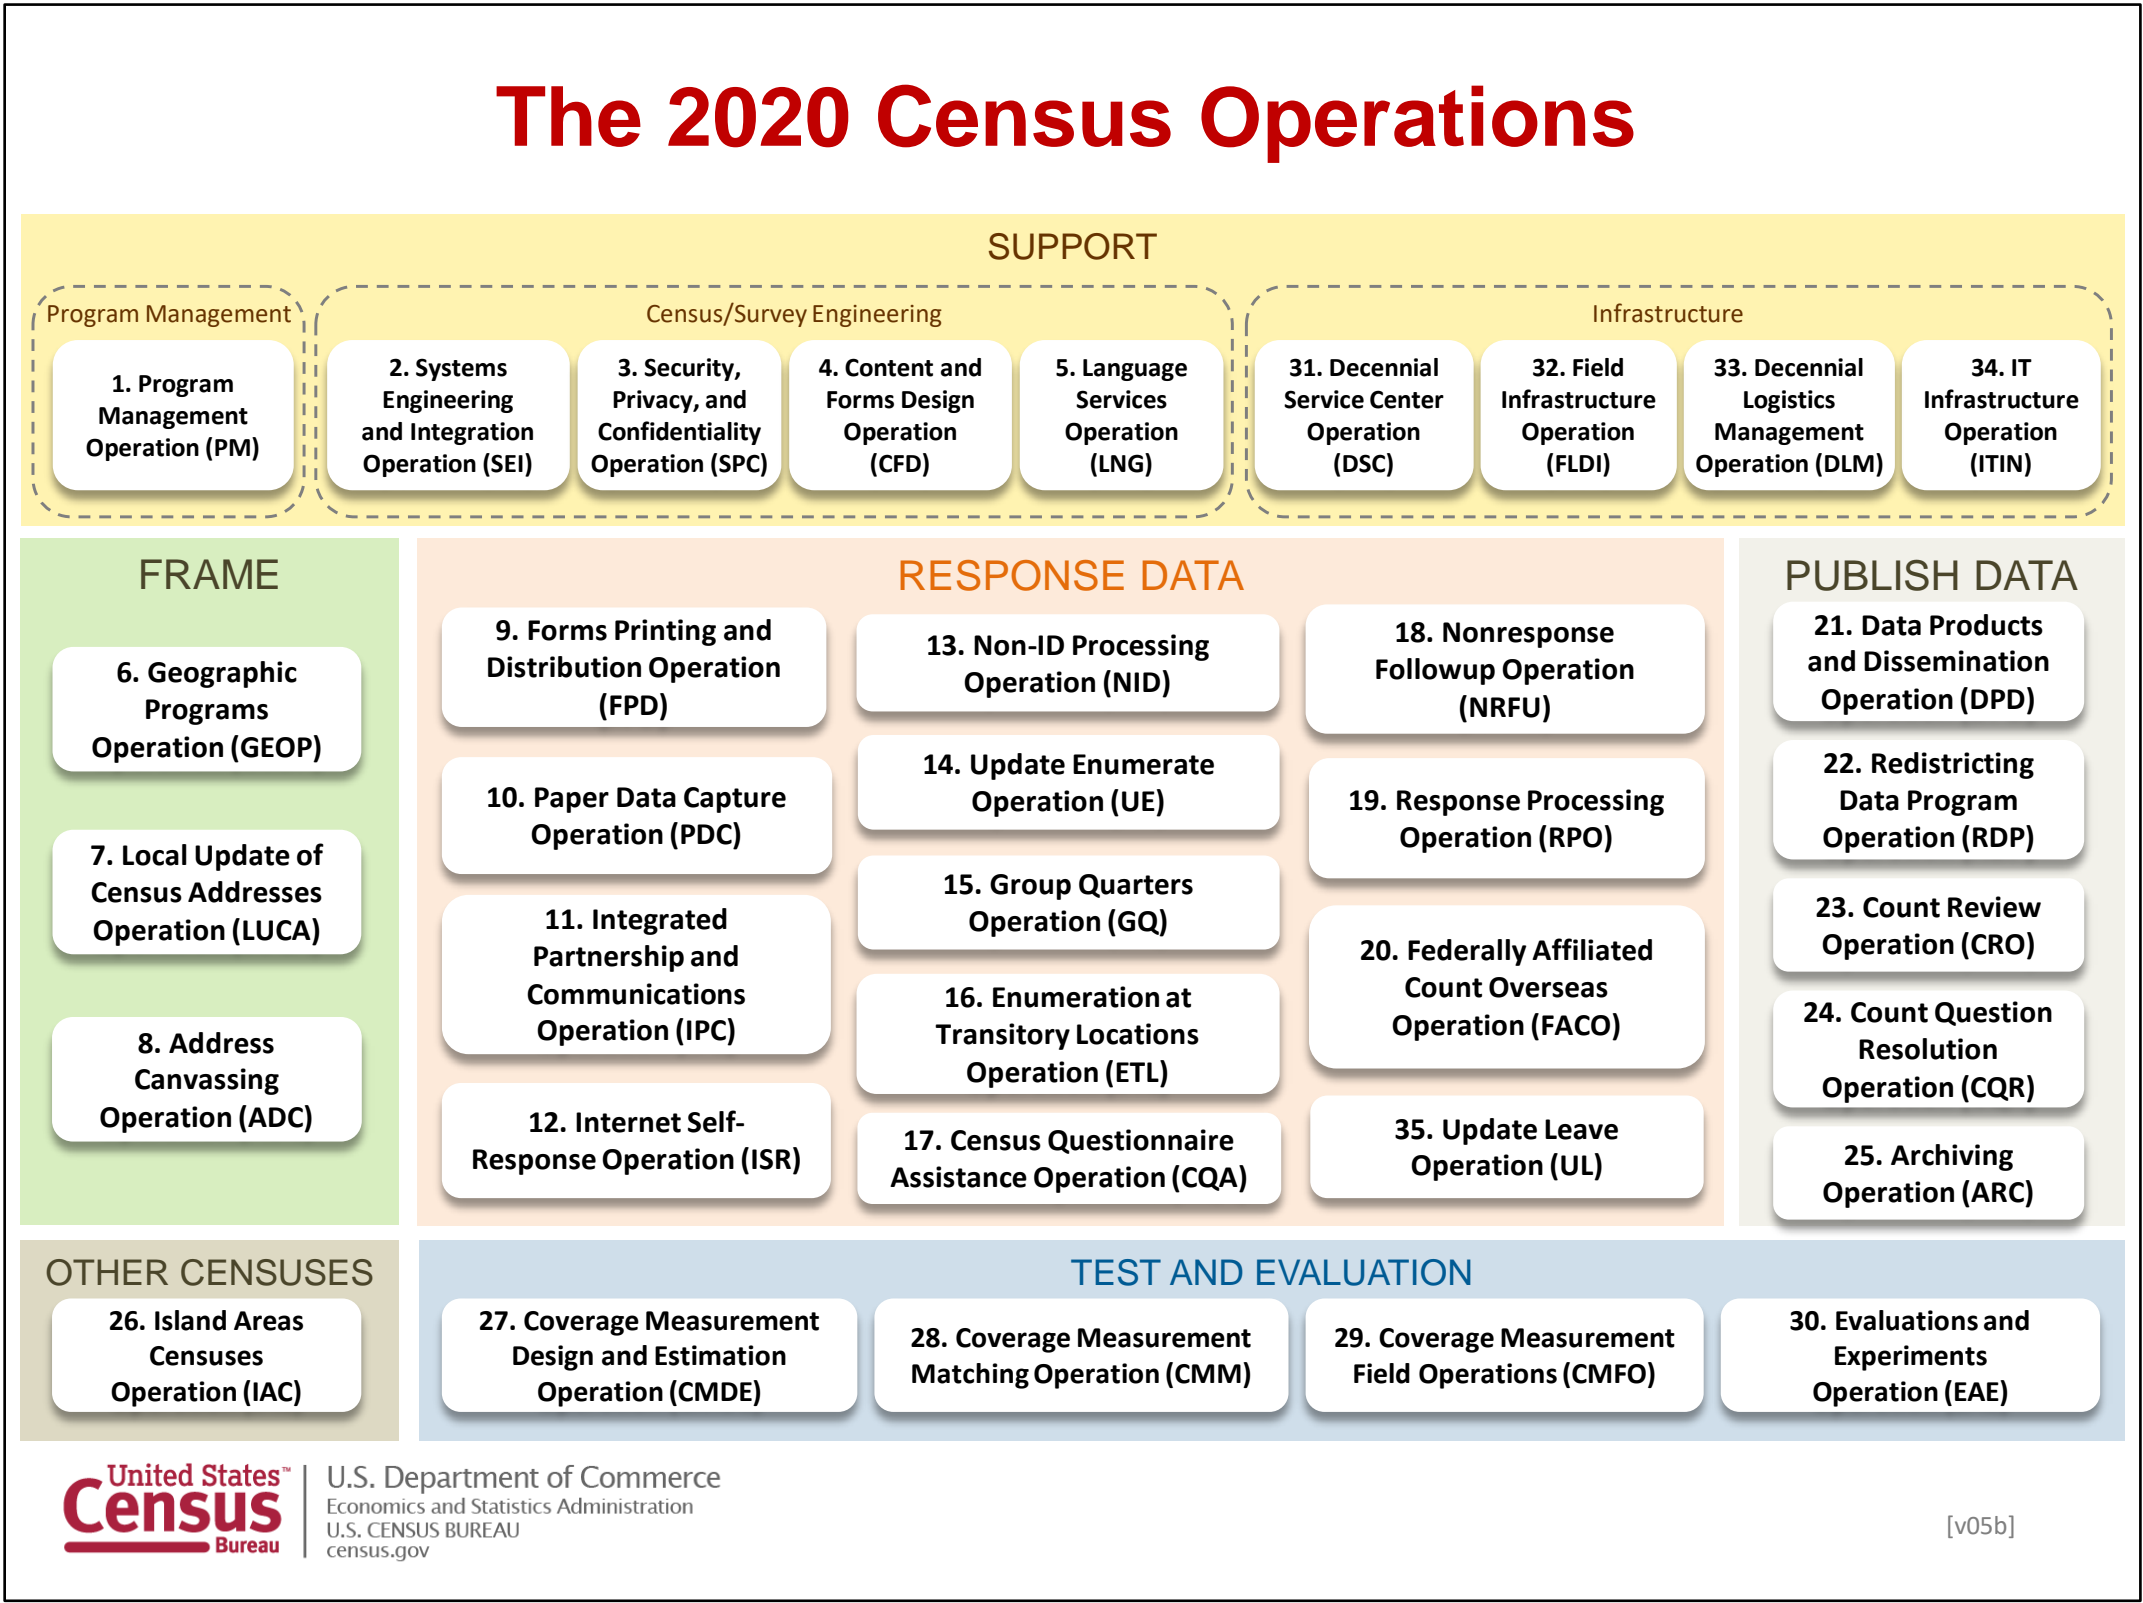 The 2020 Census Operations
SUPPORT
Program Management
1. Program
Management
Operation (PM)
Census/Survey Engineering
2. Systems
Engineering
and Integration
Operation (SEI)
3. Security,
Privacy, and
Confidentiality
Operation (SPC)
4. Content and
Forms Design
Operation
(CFD)
5. Language
Services
Operation
(LNG)
Infrastructure
31. Decennial
Service Center
Operation
(DSC)
32. Field
Infrastructure
Operation
(FLDI)
33. Decennial
Logistics
Management
Operation (DLM)
34. IT
Infrastructure
Operation
(ITIN)
FRAME
6. Geographic
Programs
Operation (GEOP)
7. Local Update of
Census Addresses
Operation (LUCA)
8. Address
Canvassing
Operation (ADC)
RESPONSE DATA
9. Forms Printing and
Distribution Operation
(FPD)
10. Paper Data Capture
Operation (PDC)
11. Integrated
Partnership and
Communications
Operation (IPC)
12. Internet Self-
Response Operation (ISR)
13. Non-ID Processing
Operation (NID)
14. Update Enumerate
Operation (UE)
15. Group Quarters
Operation (GQ)
16. Enumeration at
Transitory Locations
Operation (ETL)
17. Census Questionnaire
Assistance Operation (CQA)
18. Nonresponse
Followup Operation
(NRFU)
19. Response Processing
Operation (RPO)
20. Federally Affiliated
Count Overseas
Operation (FACO)
35. Update Leave
Operation (UL)
PUBLISH DATA
21. Data Products
and Dissemination
Operation (DPD)
22. Redistricting
Data Program
Operation (RDP)
23. Count Review
Operation (CRO)
24. Count Question
Resolution
Operation (CQR)
25. Archiving
Operation (ARC)
OTHER CENSUSES
26. Island Areas
Censuses
Operation (IAC)
TEST AND EVALUATION
27. Coverage Measurement
Design and Estimation
Operation (CMDE)
28. Coverage Measurement
Matching Operation (CMM)
29. Coverage Measurement
Field Operations (CMFO)
30. Evaluations and
Experiments
Operation (EAE)
United States™
Census
Bureau
U.S. Department of Commerce
Economics and Statistics Administration
U.S. CENSUS BUREAU
census.gov
[v05b]